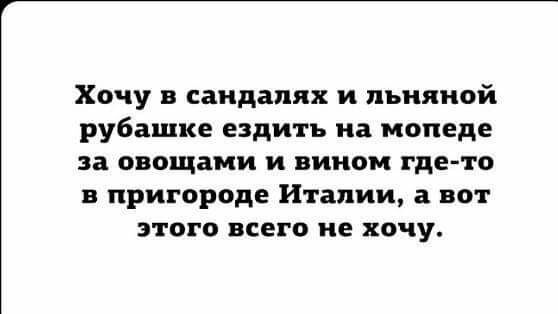 Хочу в сандалях и льняной
рубашке ездить на мопеде
за овощами и вином где-то
в пригороде Италии, а вот
этого всего не хочу.